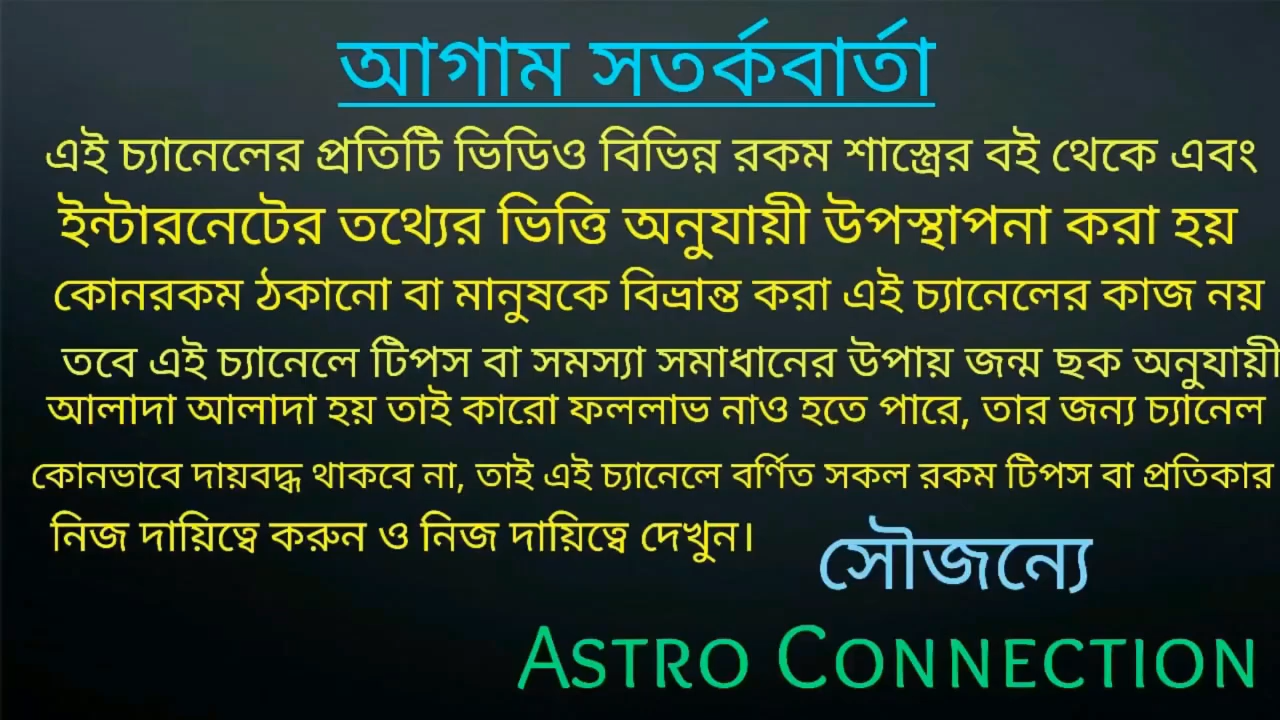 আগাম সতর্কবার্তা
এই চ্যানেলের প্রতিটি ভিডিও বিভিন্ন রকম শাস্ত্রের বই থেকে এবং
ইন্টারনেটের তথ্যের ভিত্তি অনুযায়ী উপস্থাপনা করা হয়
কোনরকম ঠকানো বা মানুষকে বিভ্রান্ত করা এই চ্যানেলের কাজ নয়
তবে এই চ্যানেলে টিপস বা সমস্যা সমাধানের উপায় জন্ম ছক অনুযায়ী
আলাদা আলাদা হয় তাই কারো ফললাভ নাও হতে পারে, তার জন্য চ্যানেল
কোনভাবে দায়বদ্ধ থাকবে না, তাই এই চ্যানেলে বর্ণিত সকল রকম টিপস বা প্রতিকার
নিজ দায়িত্বে করুন ও নিজ দায়িত্বে দেখুন।
সৌজন্যে
ASTRO CONNECTION